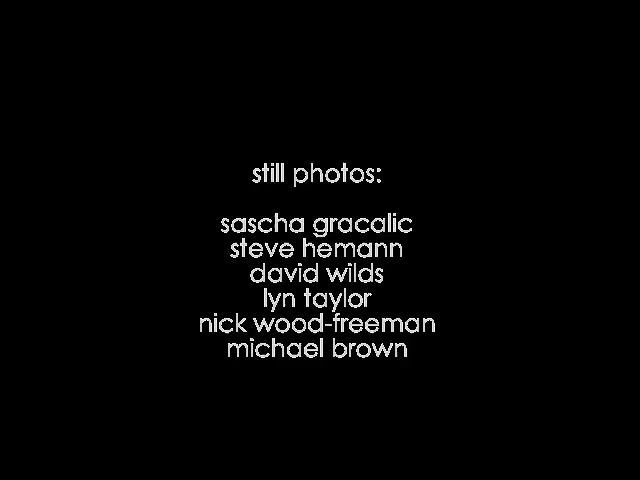 still photos:
sascha gracalic
steve hemann
david wilds
lyn taylor
nick wood-freeman
michael brown